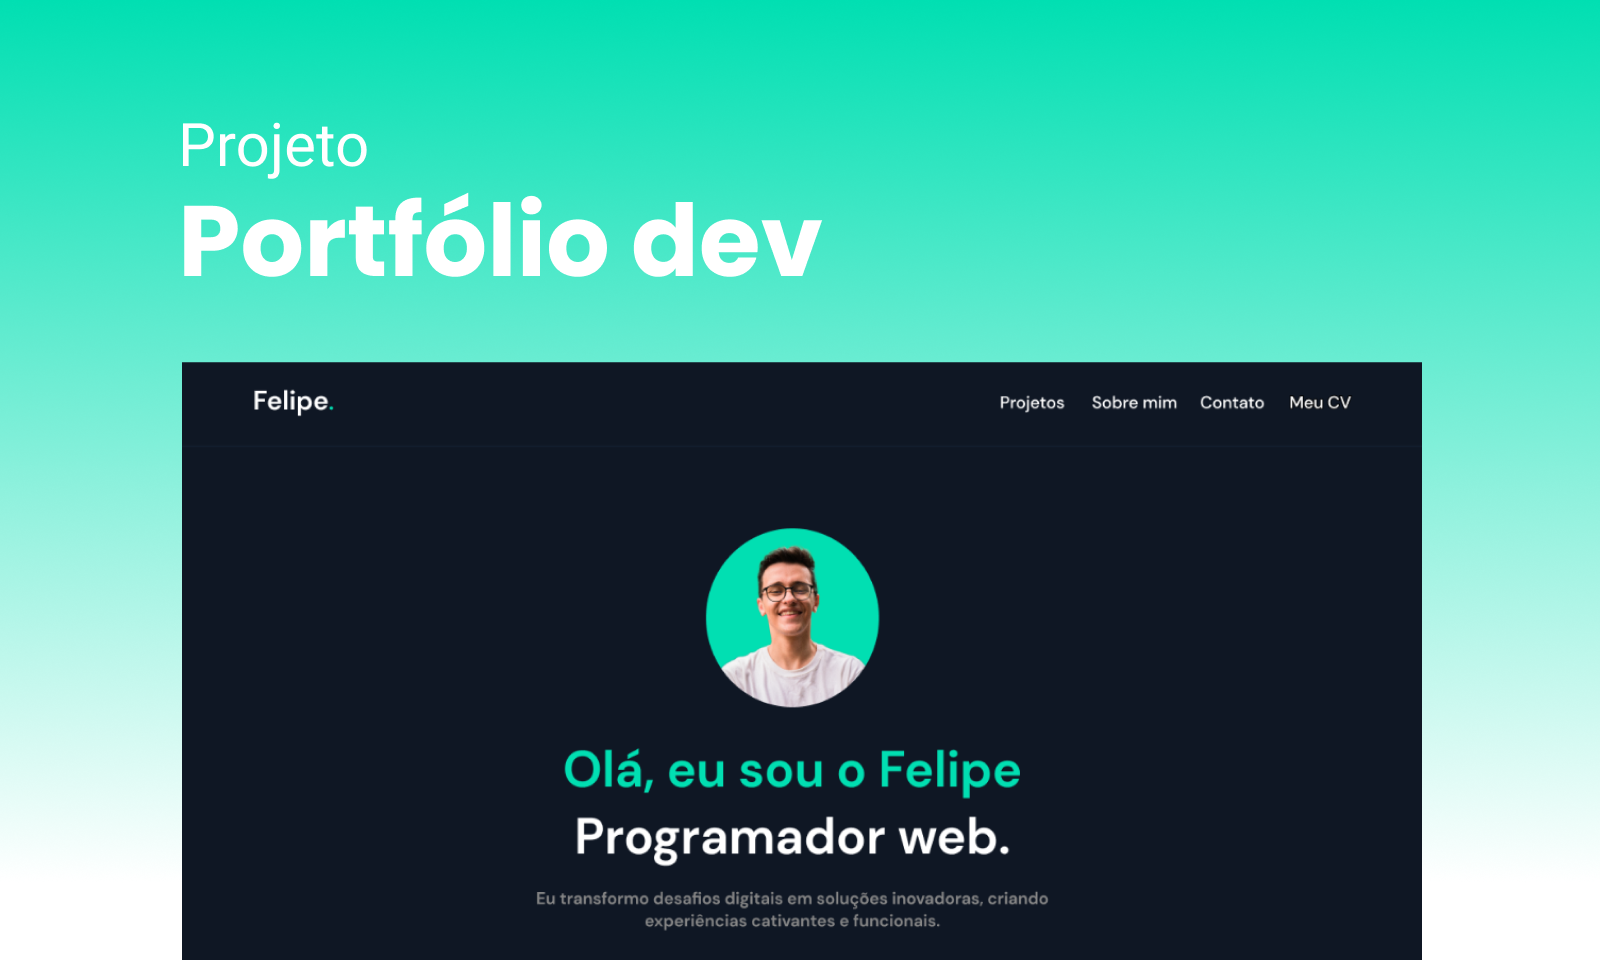 Projeto
Portfólio dev
Felipe.
Projetos Sobre mim Contato Meu CV
Olá, eu sou o Felipe
Programador web.
Eu transformo desafios digitais em soluções inovadoras, criando
experiências cativantes e funcionais.